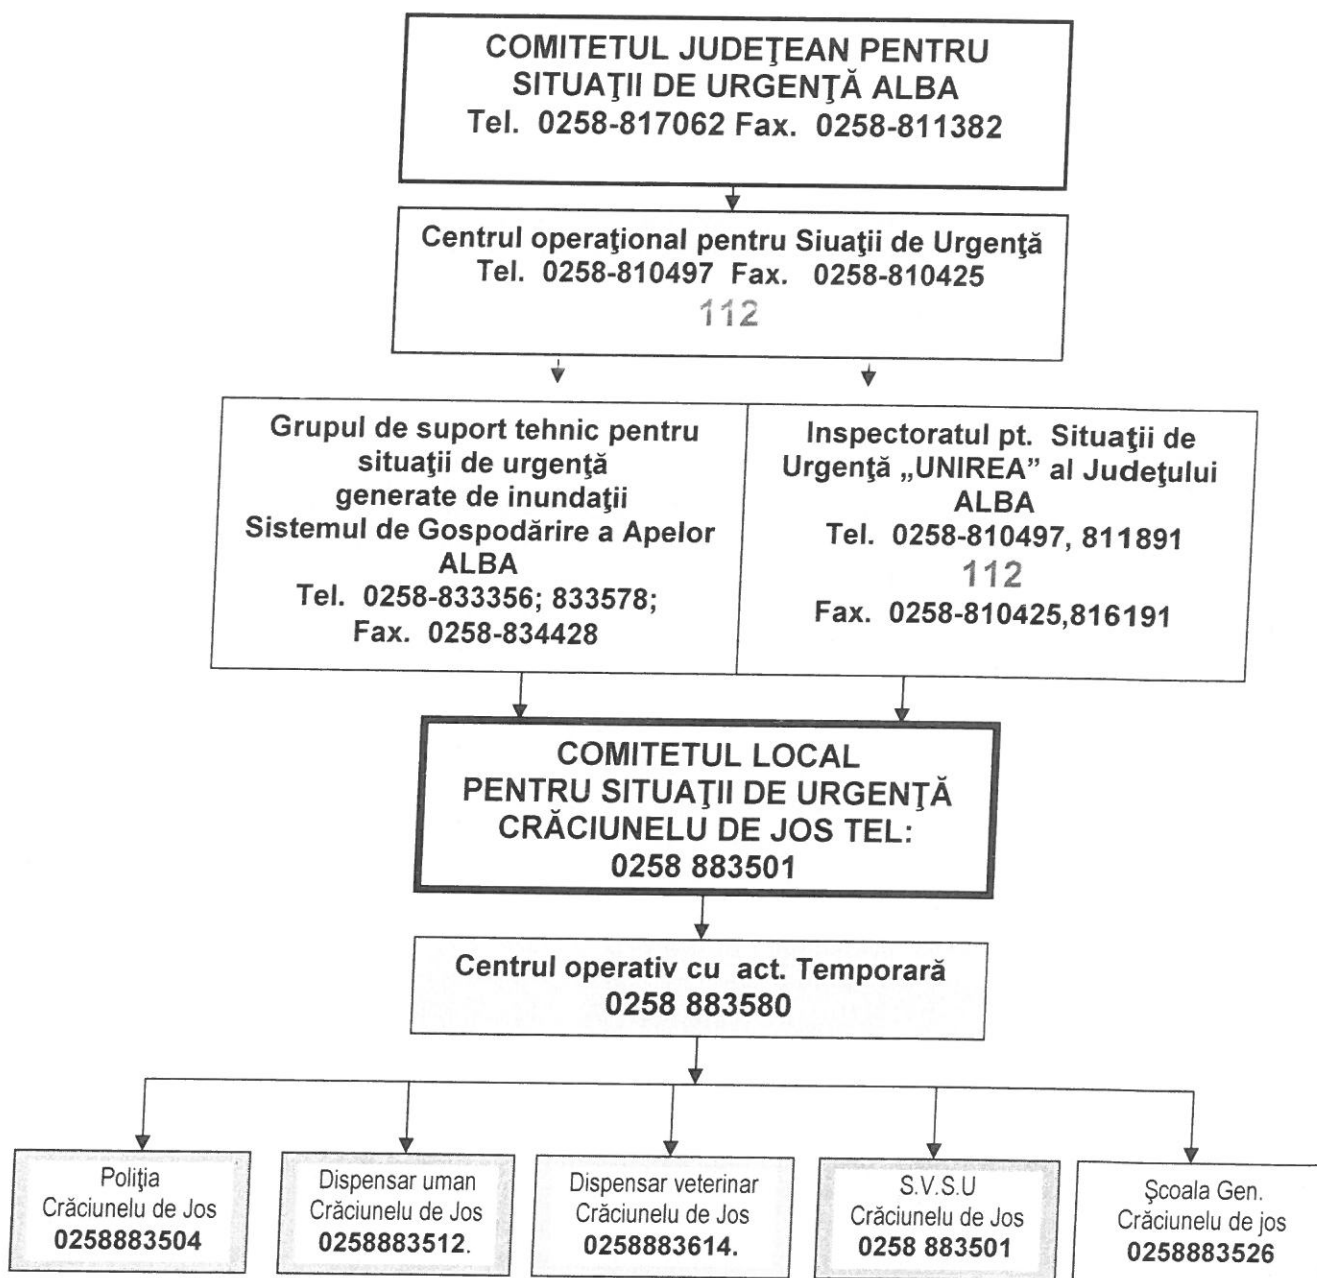 COMITETUL JUDEŢEAN PENTRU
SITUAŢII DE URGENŢĂ ALBA
Tel. 0258-817062 Fax. 0258-811382
Centrul operaţional pentru Siuaţii de Urgenţă
Tel. 0258-810497 Fax. 0258-810425
112
Grupul de suport tehnic pentru
situaţii de urgenţă
generate de inundaţii
Sistemul de Gospodărire a Apelor
ALBA
Tel. 0258-833356; 833578;
Fax. 0258-834428
Inspectoratul pt. Situaţii de
Urgenţă „UNIREA” al Judeţului
ALBA
Tel. 0258-810497, 811891
112
Fax. 0258-810425,816191
COMITETUL LOCAL
PENTRU SITUAŢII DE URGENŢĂ
CRĂCIUNELU DE JOS TEL:
0258 883501
Centrul operativ cu act. Temporară
0258 883580
Poliţia
Crăciunelu de Jos
0258883504
Dispensar uman
Crăciunelu de Jos
0258883512.
Dispensar veterinar
Crăciunelu de Jos
0258883614.
S.V.S.U
Crăciunelu de Jos
0258 883501
Şcoala Gen.
Crăciunelu de jos
0258883526